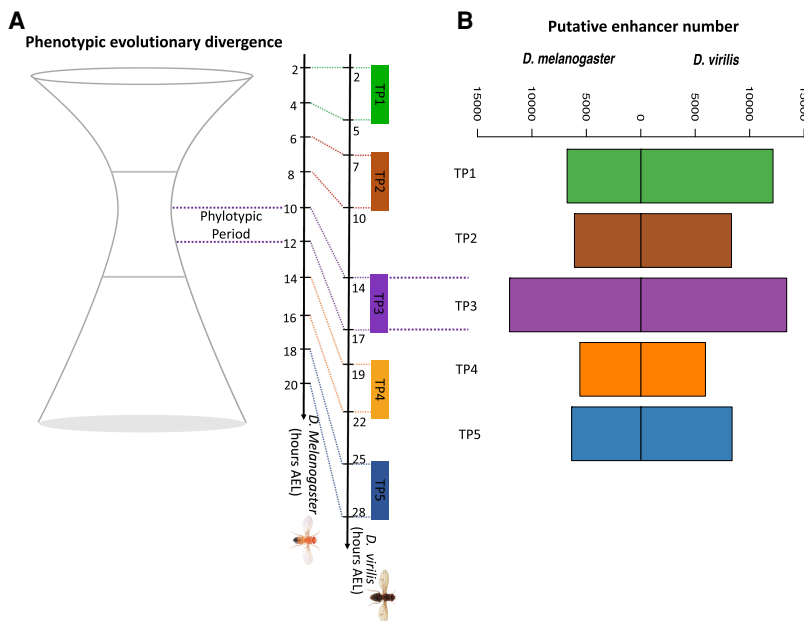 A
Phenotypic evolutionary divergence
Phylotypic
Period
2
4
6
8
10
12
14
16
18
20
D. Melanogaster
(hours AEL)
2
5
7
10
14
17
19
22
25
28
D. virilis
(hours AEL)
TP1
TP2
TP3
TP4
TP5
B
Putative enhancer number
D. melanogaster
D. virilis
15000
10000
5000
0
5000
10000
TP1
TP2
TP3
TP4
TP5